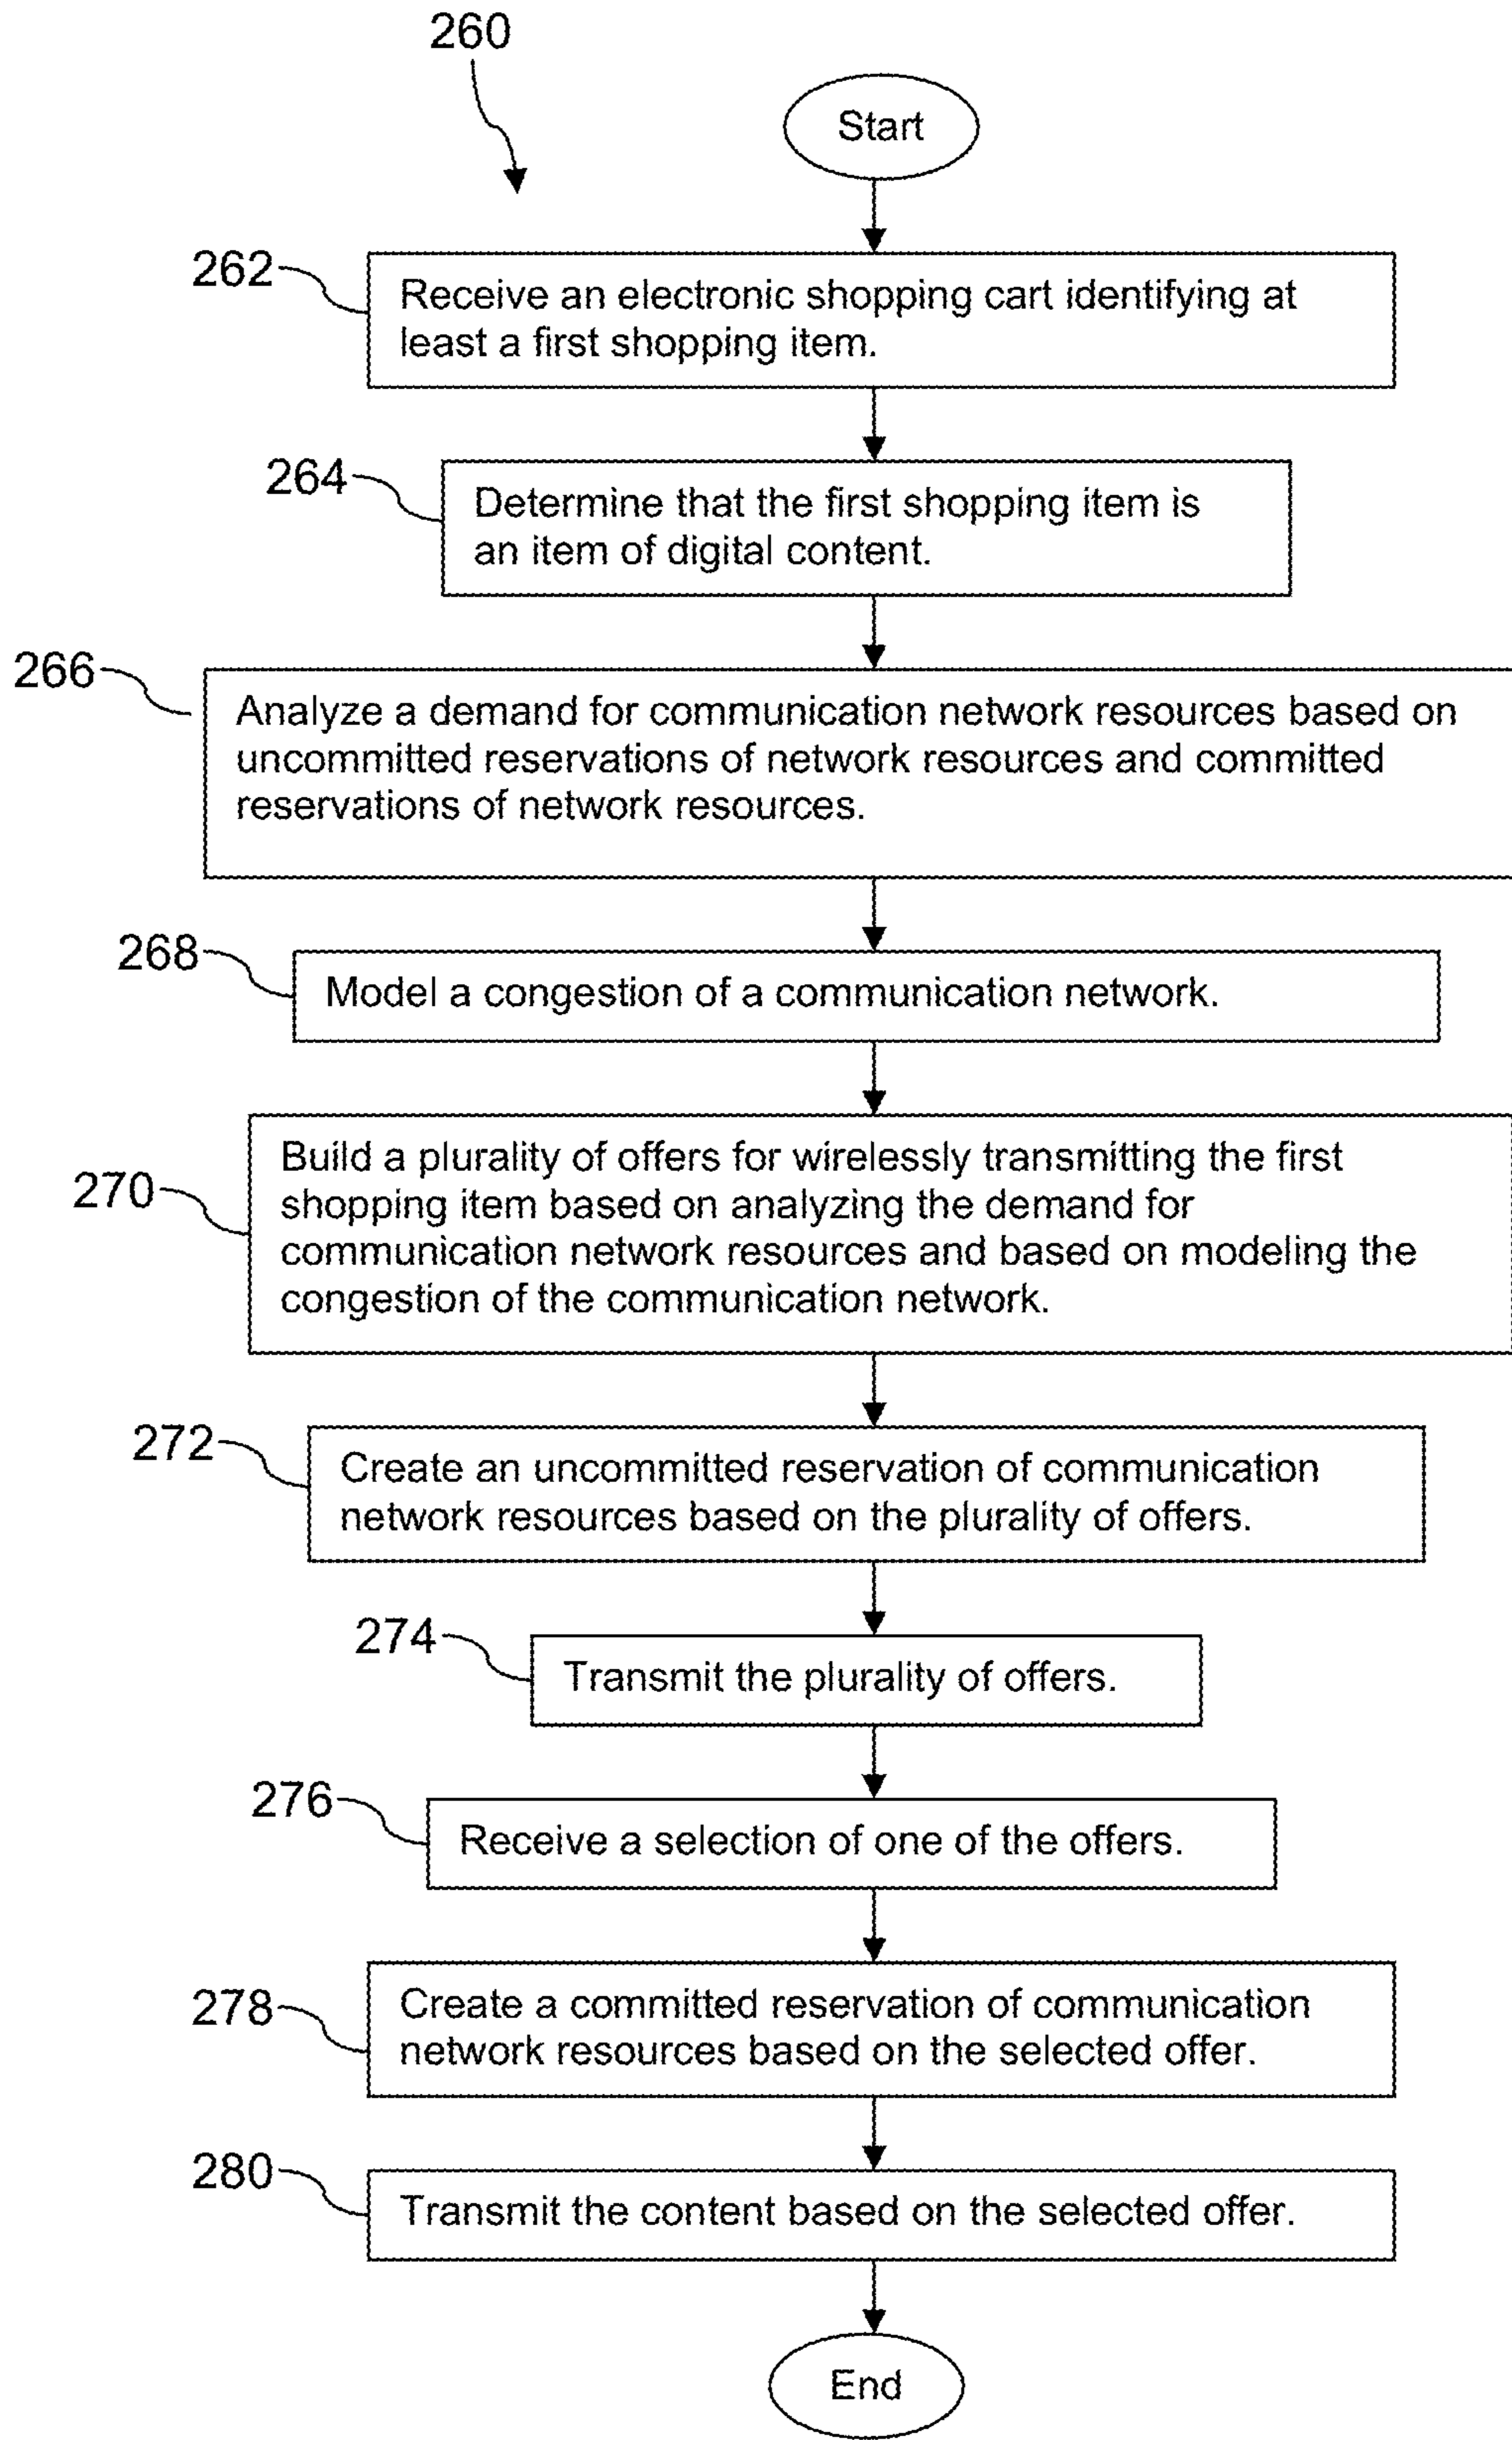 260
Start
262
Receive an electronic shopping cart identifying at
least a first shopping item.
264
Determine that the first shopping item is
an item of digital content.
266
Analyze a demand for communication network resources based on
uncommitted reservations of network resources and committed
reservations of network resources.
268
Model a congestion of a communication network.
270
Build a plurality of offers for wirelessly transmitting the first
shopping item based on analyzing the demand for
communication network resources and based on modeling the
congestion of the communication network.
272
Create an uncommitted reservation of communication
network resources based on the plurality of offers.
274
Transmit the plurality of offers.
276
Receive a selection of one of the offers.
278
Create a committed reservation of communication
network resources based on the selected offer.
280
Transmit the content based on the selected offer.
End